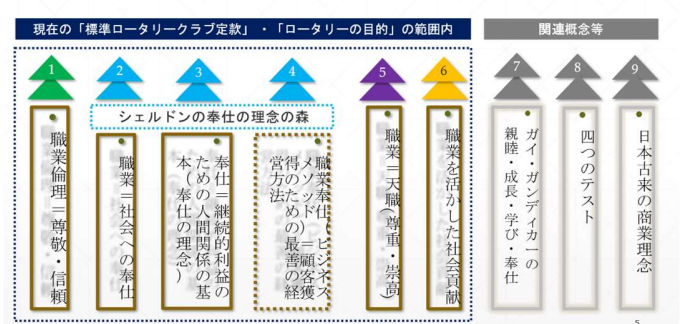 現在の「標準ロータリークラブ定款」・「ロータリーの目的」の範囲内
関連概念等
1
2
3
4
5
6
7
8
9
シェルドンの奉仕の理念の森
職業倫理=尊敬・信頼
職業=社会への奉仕
奉仕=継続的利益の
ための人間関係の基
本(奉仕の理念)
職業奉仕(ビジネス
メソッド)=顧客獲
得のための最善の経
営方法
職業=天職(尊重・崇高)
職業を活かした社会貢献
ガイ・ガンディカーの
親睦・成長・学び・奉仕
四つのテスト
日本古来の商業理念